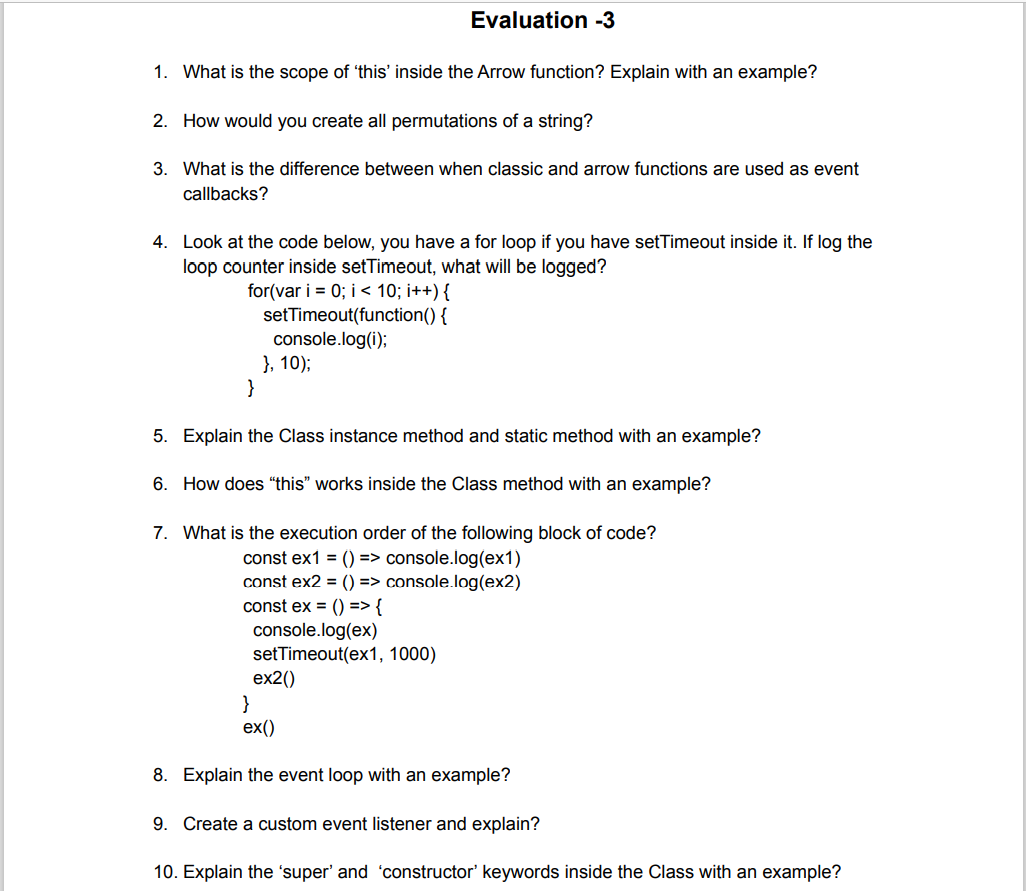 Evaluation -3
1. What is the scope of ‘this’ inside the Arrow function? Explain with an example?
2. How would you create all permutations of a string?
3. What is the difference between when classic and arrow functions are used as event
callbacks?
4. Look at the code below, you have a for loop if you have setTimeout inside it. If log the
loop counter inside setTimeout, what will be logged?
for(var i = 0; i < 10; i++) {
setTimeout(function() {
console.log(i);
}, 10);
}
5. Explain the Class instance method and static method with an example?
6. How does “this” works inside the Class method with an example?
7. What is the execution order of the following block of code?
const ex1 = () => console.log(ex1)
const ex2 = () => console.log(ex2)
const ex = () => {
console.log(ex)
setTimeout(ex1, 1000)
ex2()
}
ex()
8. Explain the event loop with an example?
9. Create a custom event listener and explain?
10. Explain the ‘super’ and ‘constructor’ keywords inside the Class with an example?